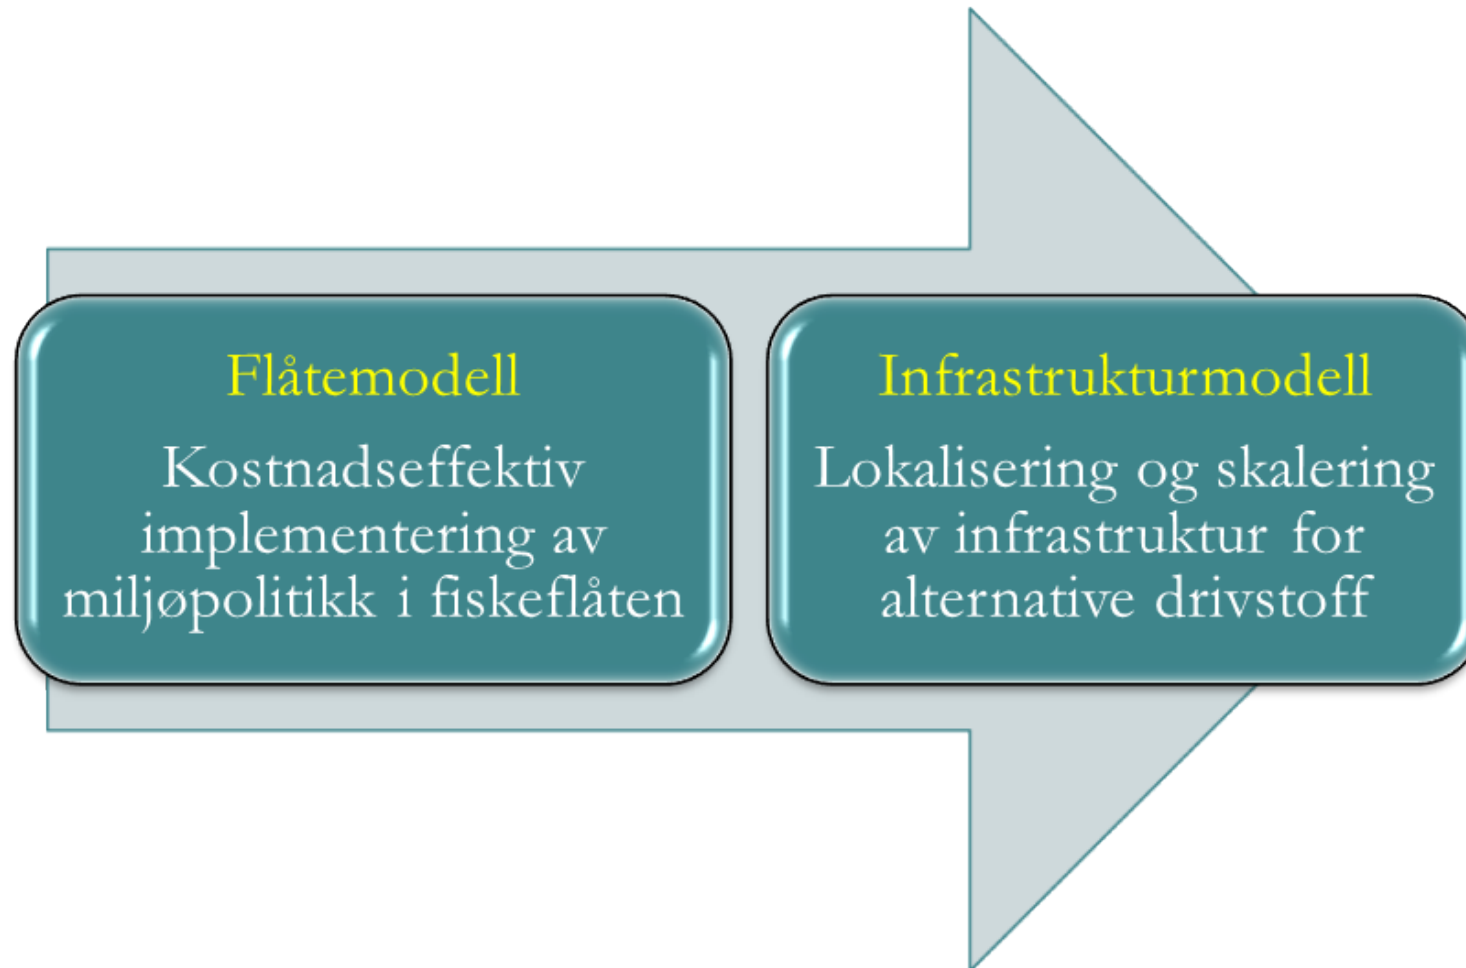 Flåtemodell
Kostnadseffektiv
implementering av
miljøpolitikk i fiskeflåten
Infrastrukturmodell
Lokalisering og skalering
av infrastruktur for
alternative drivstoff